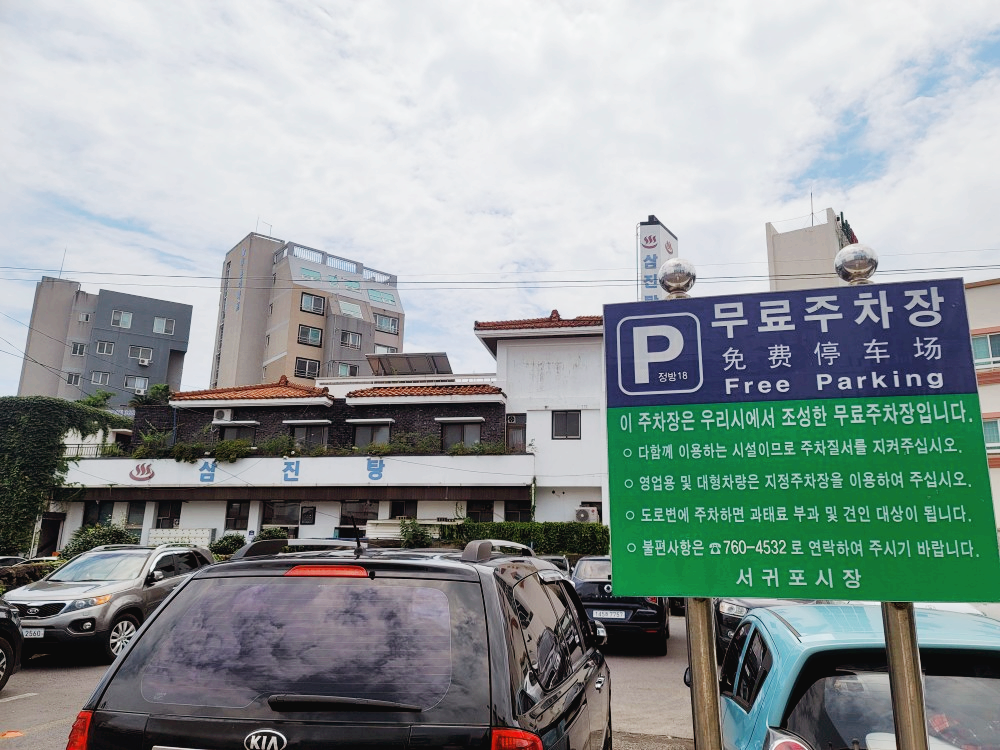 삼진탕
삼 진 탕
무료주차장
P
정방18
免费停车场
Free Parking
이 주차장은 우리시에서 조성한 무료주차장입니다.
○ 다함께 이용하는 시설이므로 주차질서를 지켜주십시오.
○ 영업용 및 대형차량은 지정주차장을 이용하여 주십시오.
○ 도로변에 주차하면 과태료 부과 및 견인 대상이 됩니다.
○ 불편사항은 ☎760-4532로 연락하여 주시기 바랍니다.
서귀포시장
2560
KIA